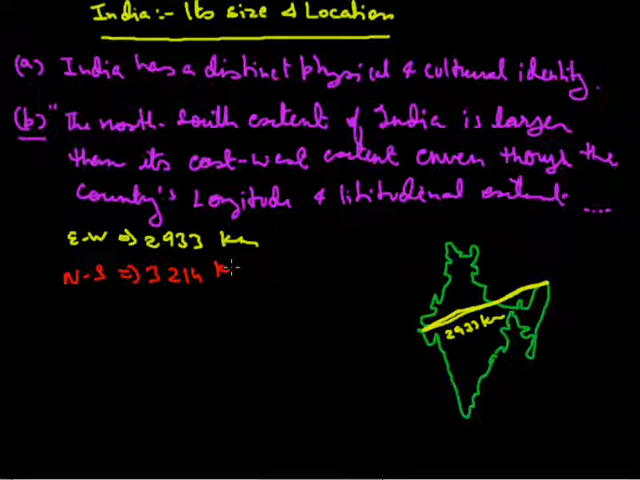 India :- Its size & Location
(a) India has a distinct physical & cultural identity.
(b) "The north-south extent of India is larger
than its east-west extent enven though the
Country's Longitude & latitudinal extent ....
E-W => 2933 km
N-S => 3214 k
2933 km